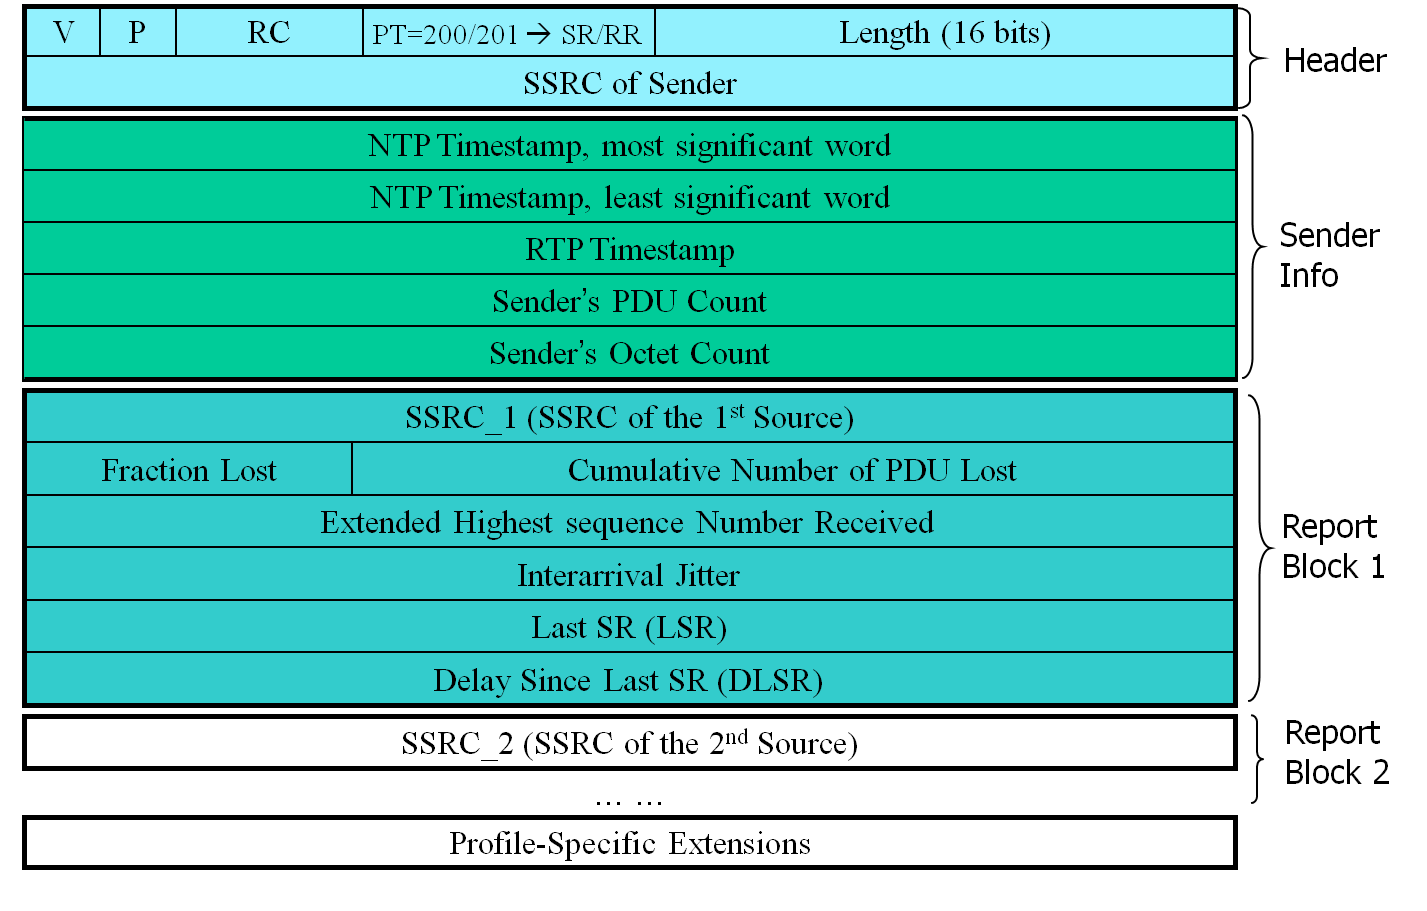 V P RC PT=200/201 → SR/RR Length (16 bits)
SSRC of Sender
Header
NTP Timestamp, most significant word
NTP Timestamp, least significant word
RTP Timestamp
Sender’s PDU Count
Sender’s Octet Count
Sender
Info
SSRC_1 (SSRC of the 1st Source)
Fraction Lost Cumulative Number of PDU Lost
Extended Highest sequence Number Received
Interarrival Jitter
Last SR (LSR)
Delay Since Last SR (DLSR)
Report
Block 1
SSRC_2 (SSRC of the 2nd Source)
... ...
Report
Block 2
Profile-Specific Extensions